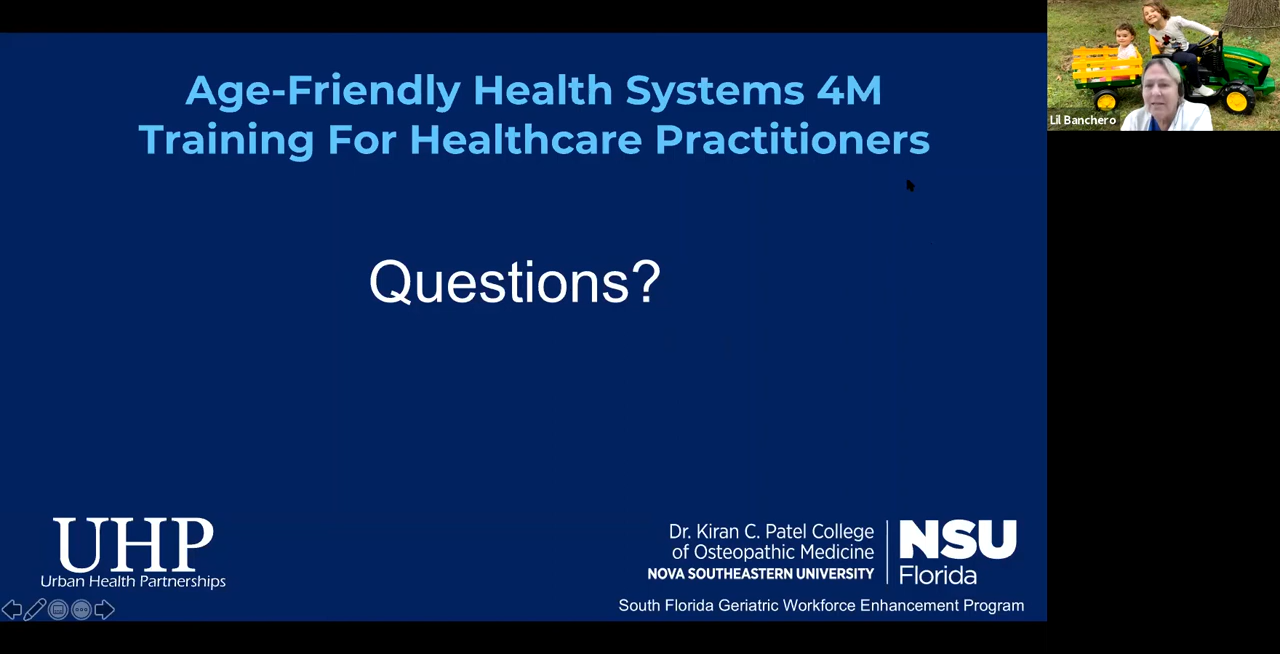 Age-Friendly Health Systems 4M
Training For Healthcare Practitioners
Questions?
UHP
Urban Health Partnerships
Dr. Kiran C. Patel College
of Osteopathic Medicine
NOVA SOUTHEASTERN UNIVERSITY
NSU
Florida
South Florida Geriatric Workforce Enhancement Program
Lil Banchero